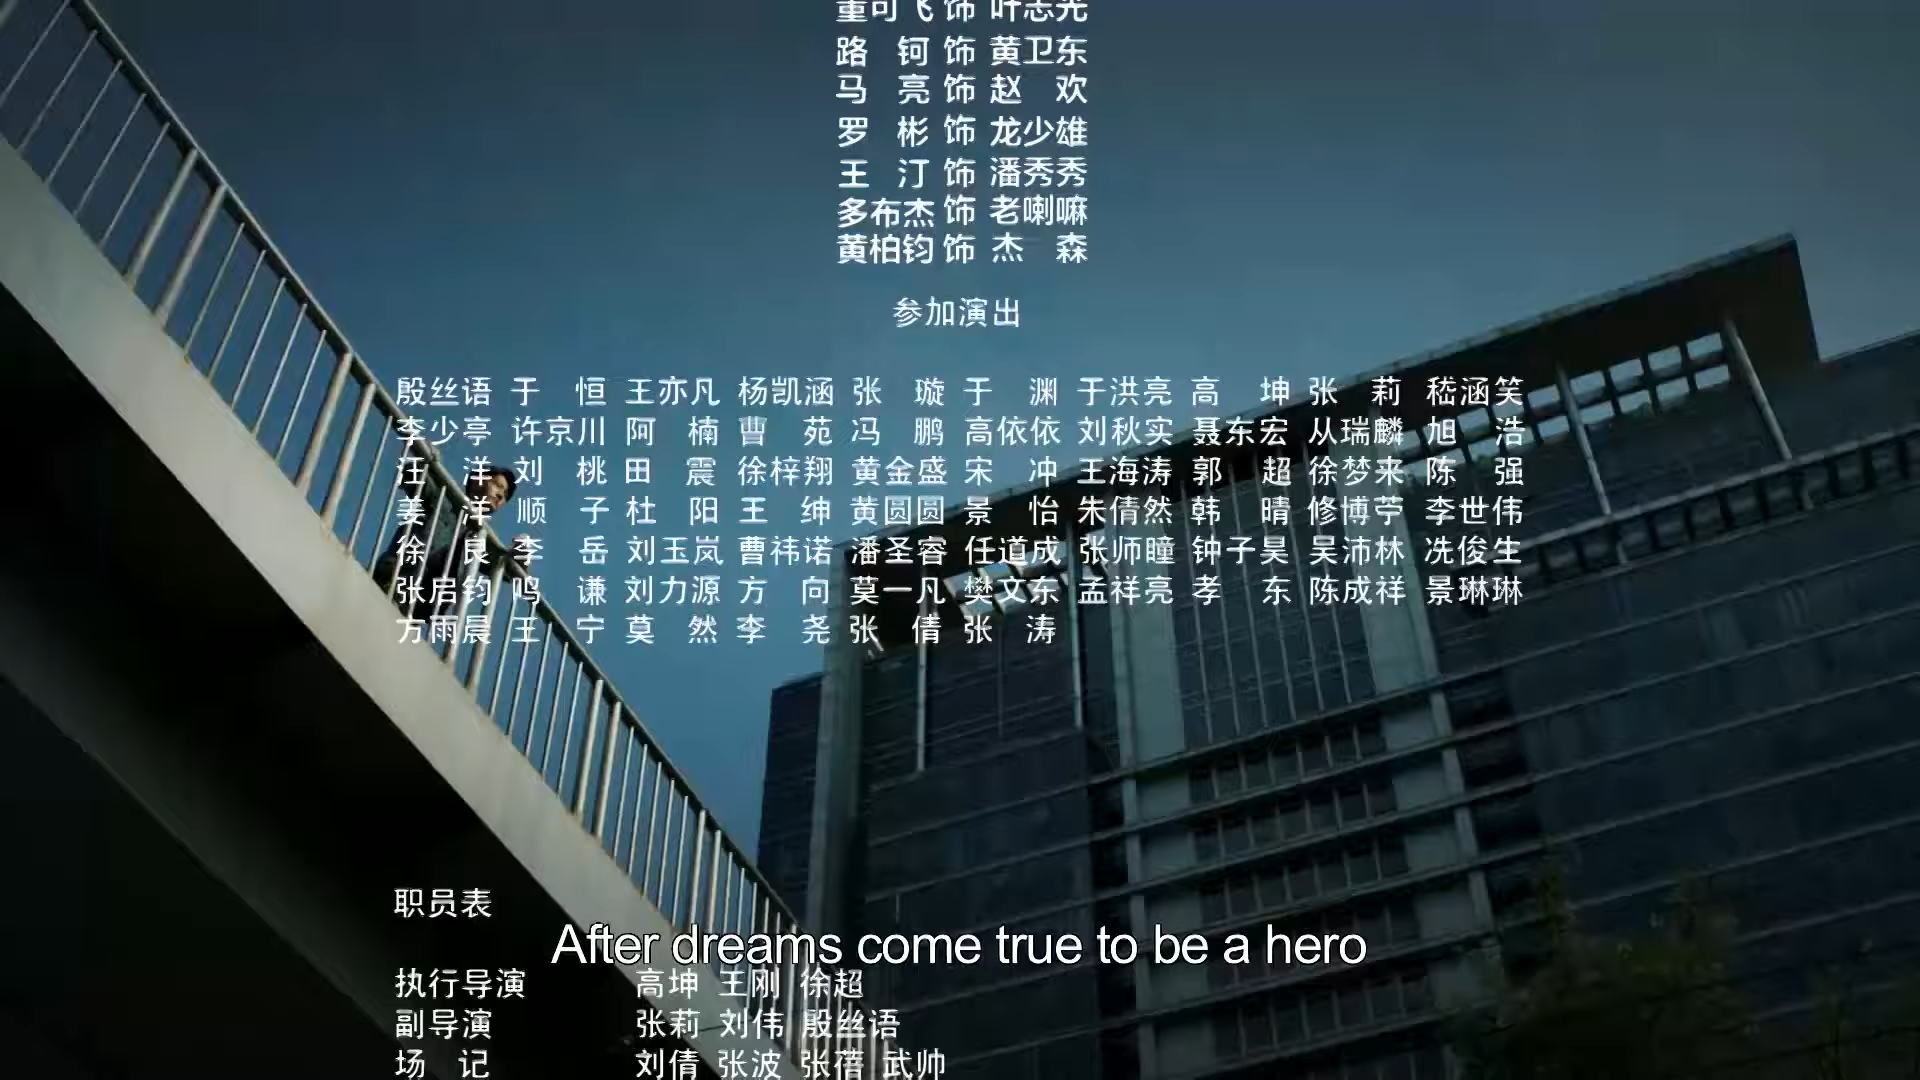 董可飞 饰 叶志光
路 钶 饰 黄卫东
马 亮 饰 赵 欢
罗 彬 饰 龙少雄
王 汀 饰 潘秀秀
多布杰 饰 老喇嘛
黄柏钧 饰 杰 森
参加演出
殷丝语 于 恒 王亦凡 杨凯涵 张 璇 于 渊 于洪亮 高 坤 张 莉 嵇涵笑
李少亭 许京川 阿 楠 曹 苑 冯 鹏 高依依 刘秋实 聂东宏 从瑞麟 旭 浩
汪 洋 刘 桃 田 震 徐梓翔 黄金盛 宋 冲 王海涛 郭 超 徐梦来 陈 强
姜 洋 顺 子 杜 阳 王 绅 黄圆圆 景 怡 朱倩然 韩 晴 修博苧 李世伟
徐 良 李 岳 刘玉岚 曹祎诺 潘圣睿 任道成 张师瞳 钟子昊 吴沛林 冼俊生
张启钧 鸣 谦 刘力源 方 向 莫一凡 樊文东 孟祥亮 孝 东 陈成祥 景琳琳
方雨晨 王 宁 莫 然 李 尧 张 倩 张 涛
职员表
After dreams come true to be a hero
执行导演 高坤 王刚 徐超
副导演 张莉 刘伟 殷丝语
场 记 刘倩 张波 张蓓 武帅